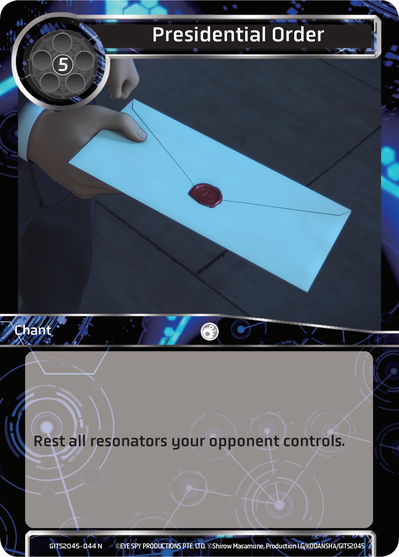 Presidential Order
5
Chant
Rest all resonators your opponent controls.
GITS2045-044 N ©EYE SPY PRODUCTIONS PTE. LTD. ©Shirow Masamune, Production I.G/KODANSHA/GITS2045